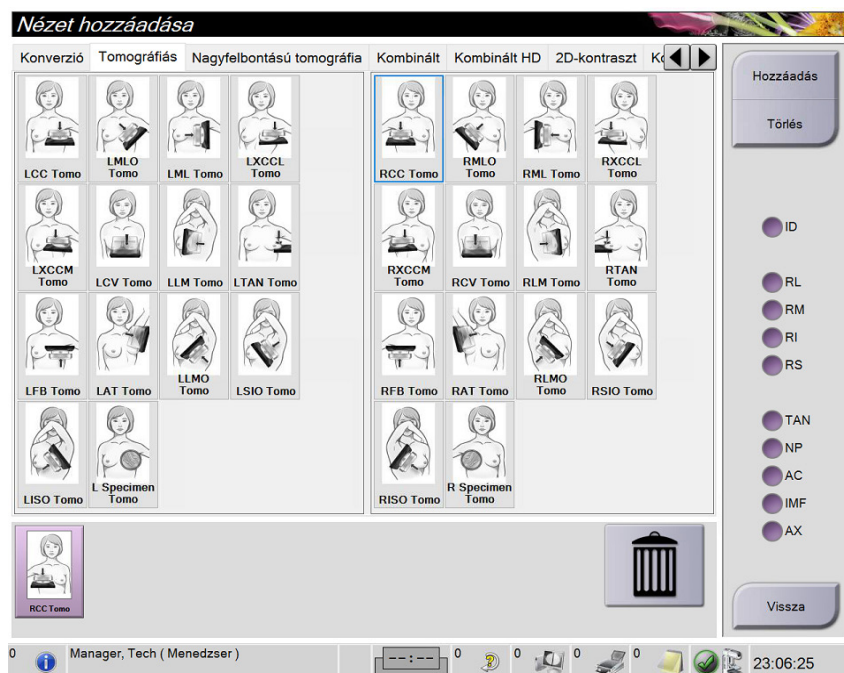 Nézet hozzáadása
Konverzió Tomográfiás Nagyfelbontású tomográfia Kombinált Kombinált HD 2D-kontraszt
LCC Tomo
LMLO
Tomo
LML Tomo
LXCCL
Tomo
RCC Tomo
RMLO
Tomo
RML Tomo
RXCCL
Tomo
LXCCM
Tomo
LCV Tomo
LLM Tomo
LTAN Tomo
RXCCM
Tomo
RCV Tomo
RLM Tomo
RTAN
Tomo
LFB Tomo
LAT Tomo
LLMO
Tomo
LSIO Tomo
RFB Tomo
RAT Tomo
RLMO
Tomo
RSIO Tomo
LISO Tomo
L Specimen
Tomo
RISO Tomo
R Specimen
Tomo
RCC Tomo
Hozzáadás
Törlés
ID
RL
RM
RI
RS
TAN
NP
AC
IMF
AX
Vissza
0 Manager, Tech ( Menedzser ) --:-- 0 0 0 0 23:06:25